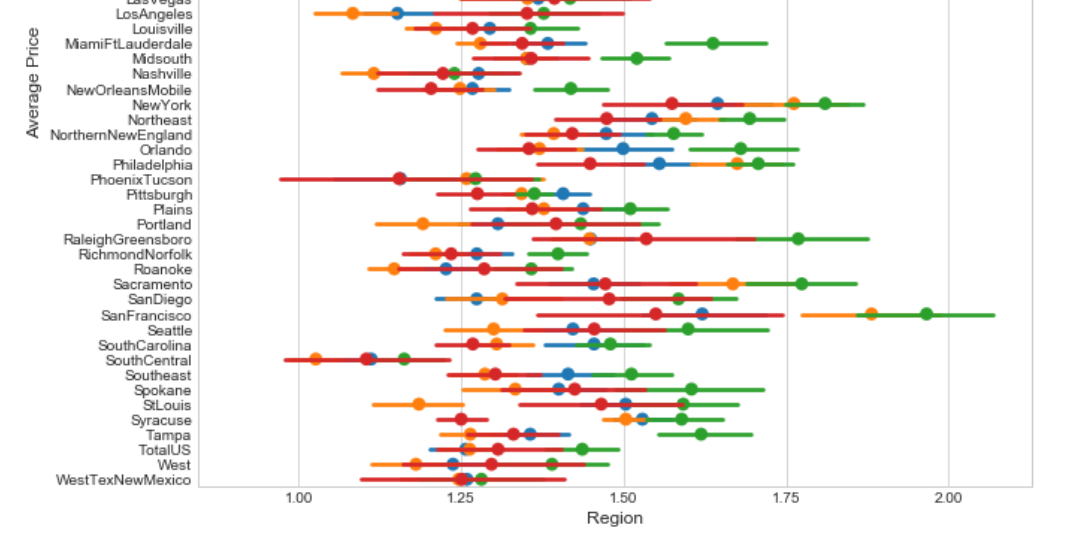 LasVegas
LosAngeles
Louisville
MiamiFtLauderdale
Midsouth
Nashville
NewOrleansMobile
NewYork
Northeast
NorthernNewEngland
Orlando
Philadelphia
PhoenixTucson
Pittsburgh
Plains
Portland
RaleighGreensboro
RichmondNorfolk
Roanoke
Sacramento
SanDiego
SanFrancisco
Seattle
SouthCarolina
SouthCentral
Southeast
Spokane
StLouis
Syracuse
Tampa
TotalUS
West
WestTexNewMexico
Average Price
1.00 1.25 1.50 1.75 2.00
Region